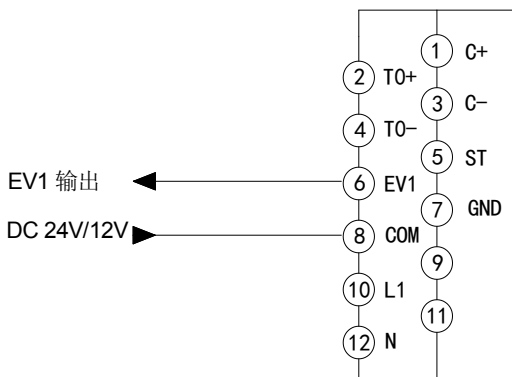 1 C+
2 TO+
3 C-
4 TO-
5 ST
EV1 输出
6 EV1
7 GND
DC 24V/12V
8 COM
9
10 L1
11
12 N